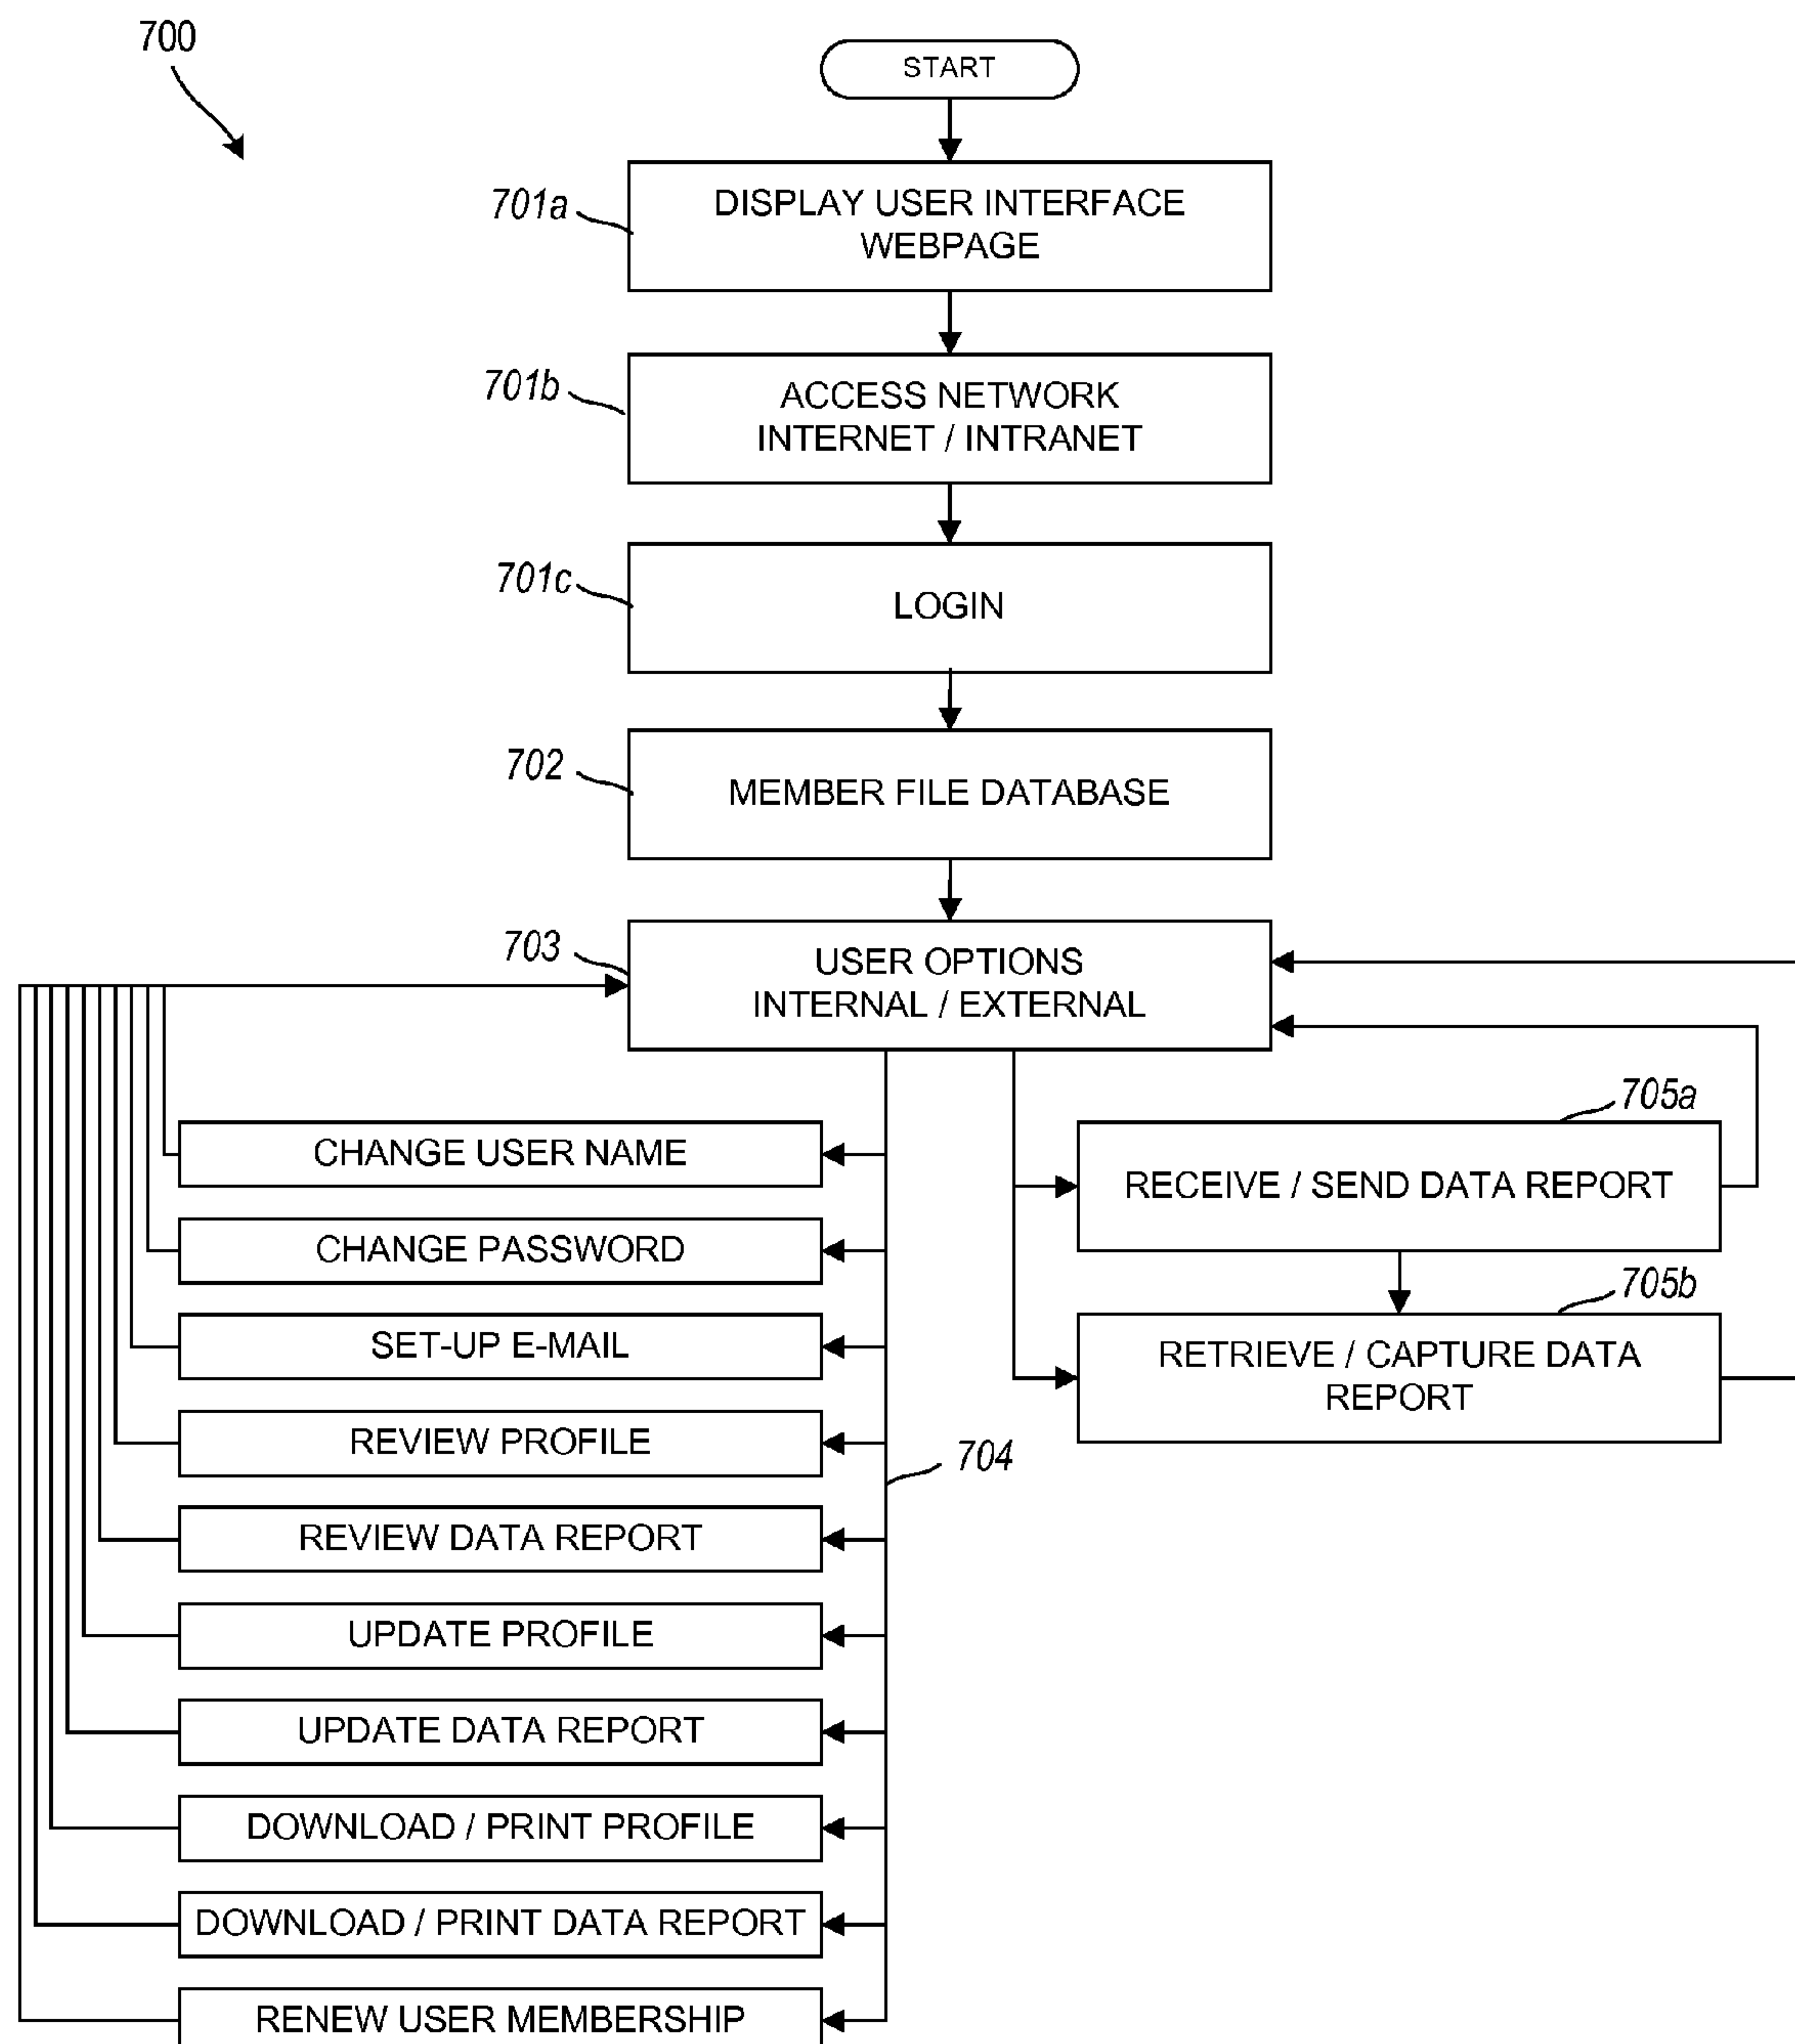 700
START
701a
DISPLAY USER INTERFACE
WEBPAGE
701b
ACCESS NETWORK
INTERNET / INTRANET
701c
LOGIN
702
MEMBER FILE DATABASE
703
USER OPTIONS
INTERNAL / EXTERNAL
CHANGE USER NAME
CHANGE PASSWORD
SET-UP E-MAIL
REVIEW PROFILE
REVIEW DATA REPORT
UPDATE PROFILE
UPDATE DATA REPORT
DOWNLOAD / PRINT PROFILE
DOWNLOAD / PRINT DATA REPORT
RENEW USER MEMBERSHIP
704
705a
RECEIVE / SEND DATA REPORT
705b
RETRIEVE / CAPTURE DATA
REPORT